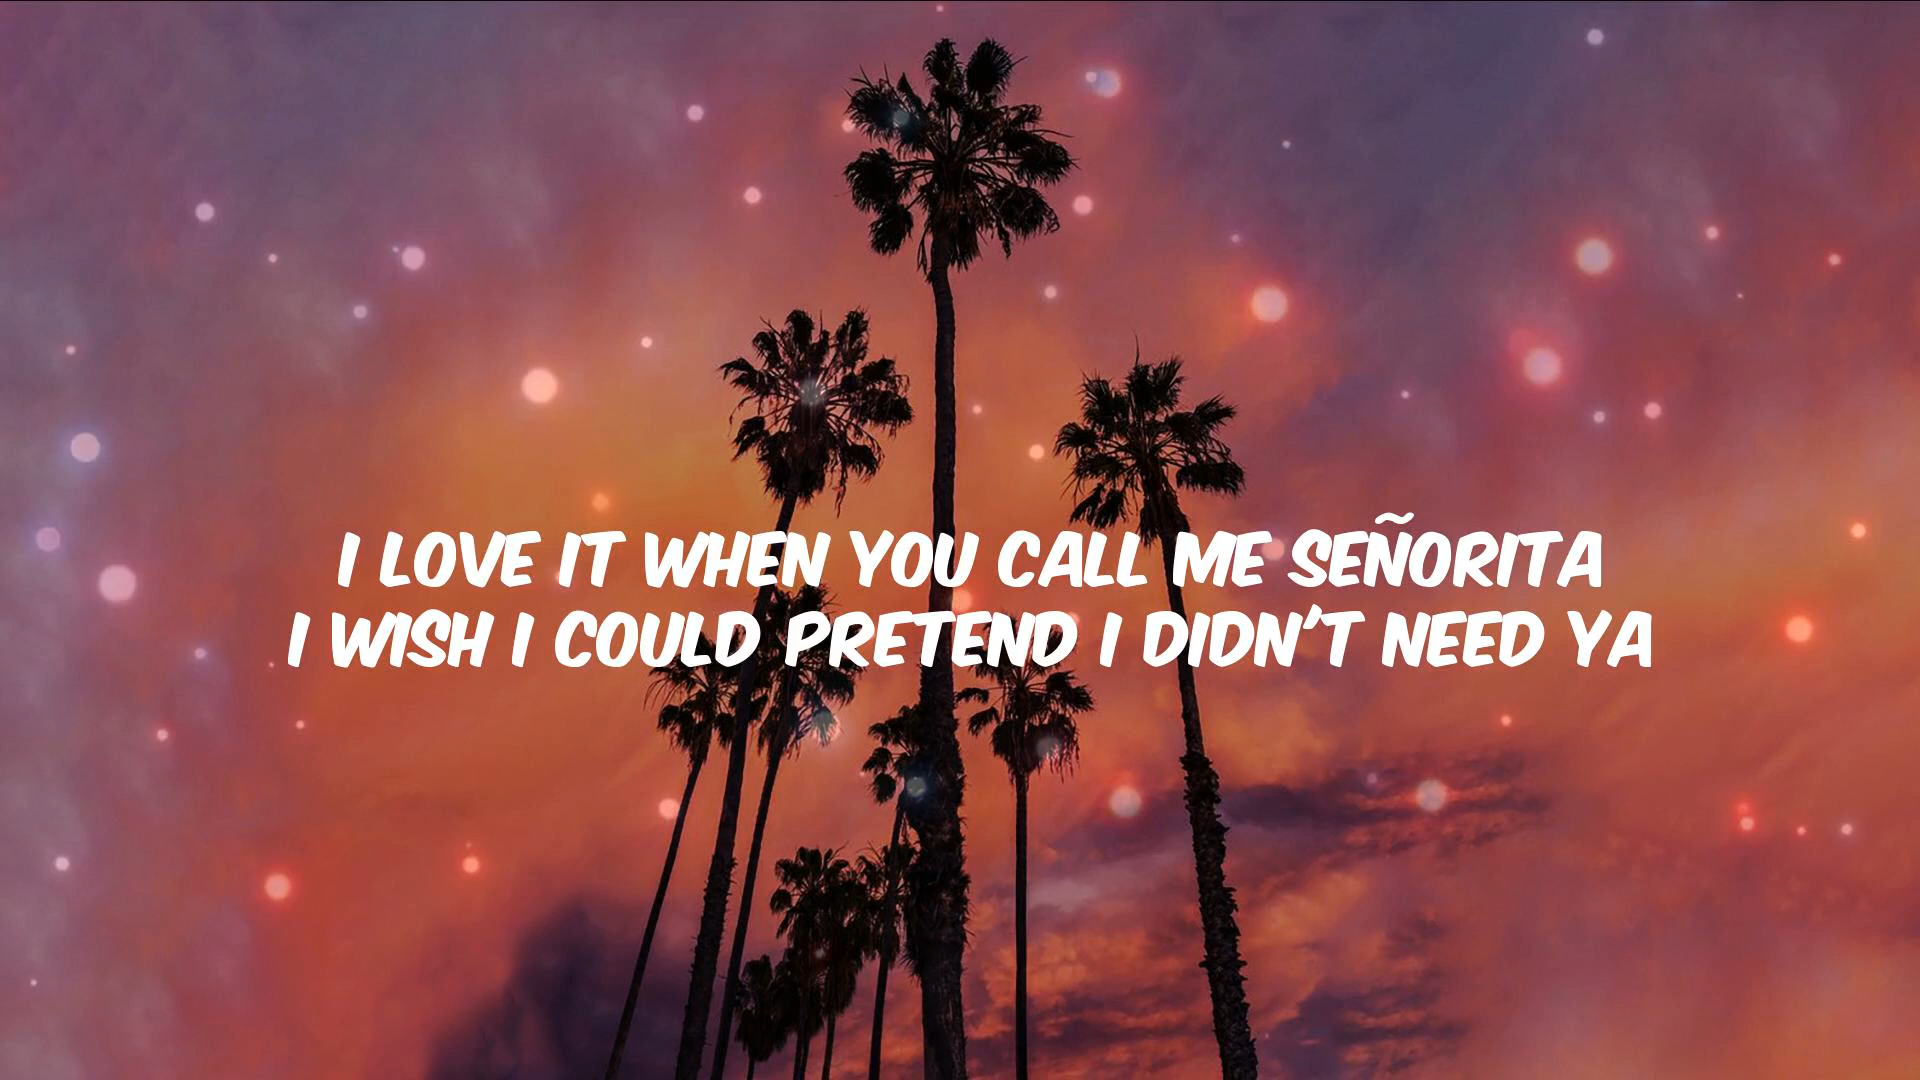 I LOVE IT WHEN YOU CALL ME SEÑORITA
I WISH I COULD PRETEND I DIDN'T NEED YA